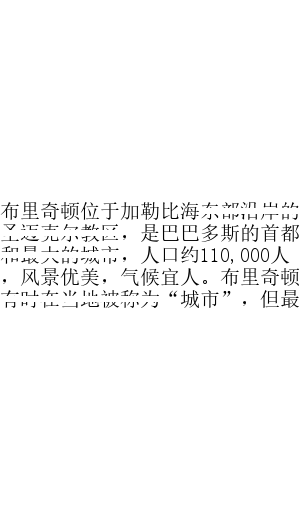 布里奇顿位于加勒比海东部沿岸的
圣迈克尔教区，是巴巴多斯的首都
和最大的城市，人口约110,000人
，风景优美，气候宜人。布里奇顿
有时在当地被称为“城市”，但最